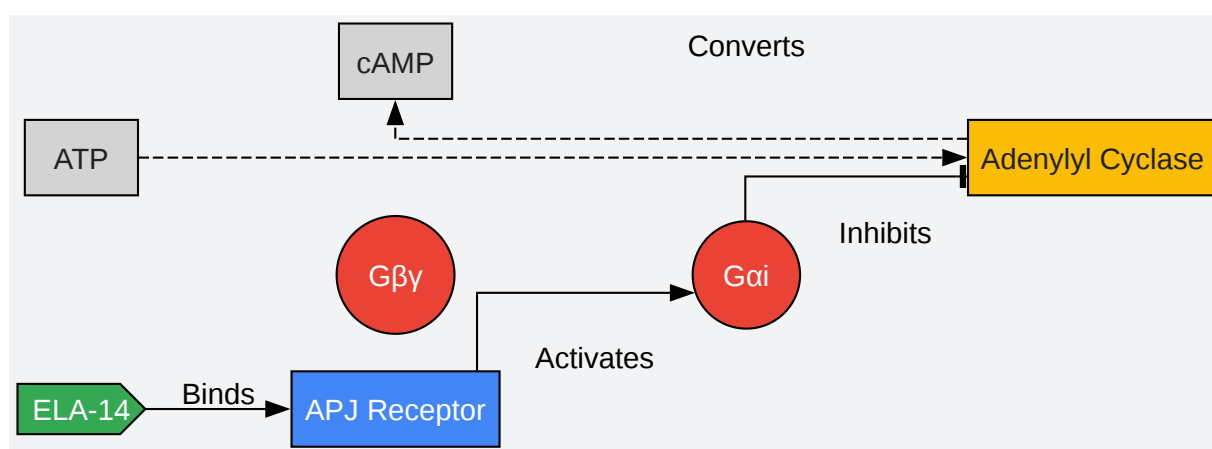 cAMP
Converts
ATP
Adenylyl Cyclase
Inhibits
Gβγ
Gαi
Activates
Binds
ELA-14
APJ Receptor